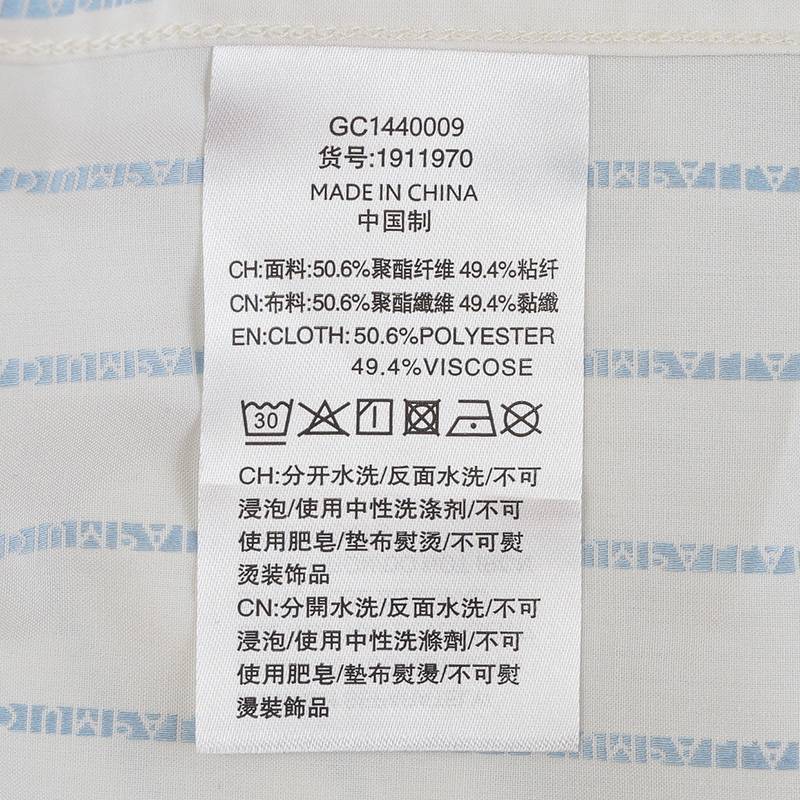 GC1440009
货号:1911970
MADE IN CHINA
中国制
CH:面料:50.6%聚酯纤维 49.4%粘纤
CN:布料:50.6%聚酯纖維 49.4%黏纖
EN:CLOTH: 50.6%POLYESTER
49.4%VISCOSE
30
CH:分开水洗/反面水洗/不可
浸泡/使用中性洗涤剂/不可
使用肥皂/垫布熨烫/不可熨
烫装饰品
CN:分開水洗/反面水洗/不可
浸泡/使用中性洗滌劑/不可
使用肥皂/墊布熨燙/不可熨
燙裝飾品